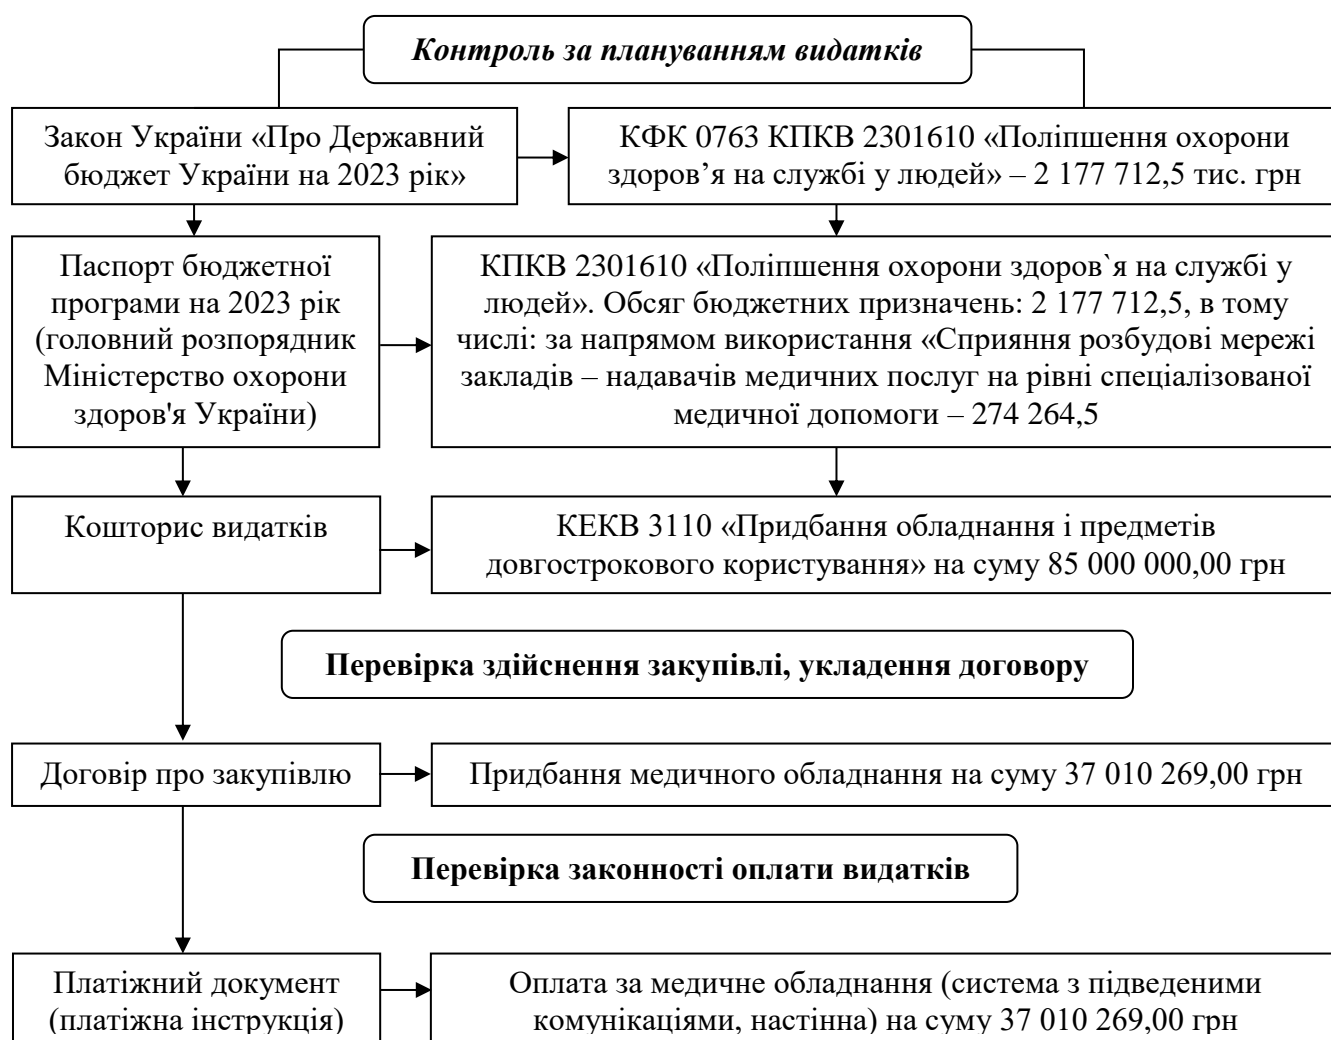 Контроль за плануванням видатків
Закон України «Про Державний
бюджет України на 2023 рік»
КФК 0763 КПКВ 2301610 «Поліпшення охорони
здоров’я на службі у людей» – 2 177 712,5 тис. грн
Паспорт бюджетної
програми на 2023 рік
(головний розпорядник
Міністерство охорони
здоров'я України)
КПКВ 2301610 «Поліпшення охорони здоров`я на службі у
людей». Обсяг бюджетних призначень: 2 177 712,5, в тому
числі: за напрямом використання «Сприяння розбудові мережі
закладів – надавачів медичних послуг на рівні спеціалізованої
медичної допомоги – 274 264,5
Кошторис видатків
КЕКВ 3110 «Придбання обладнання і предметів
довгострокового користування» на суму 85 000 000,00 грн
Перевірка здійснення закупівлі, укладення договору
Договір про закупівлю
Придбання медичного обладнання на суму 37 010 269,00 грн
Перевірка законності оплати видатків
Платіжний документ
(платіжна інструкція)
Оплата за медичне обладнання (система з підведеними
комунікаціями, настінна) на суму 37 010 269,00 грн